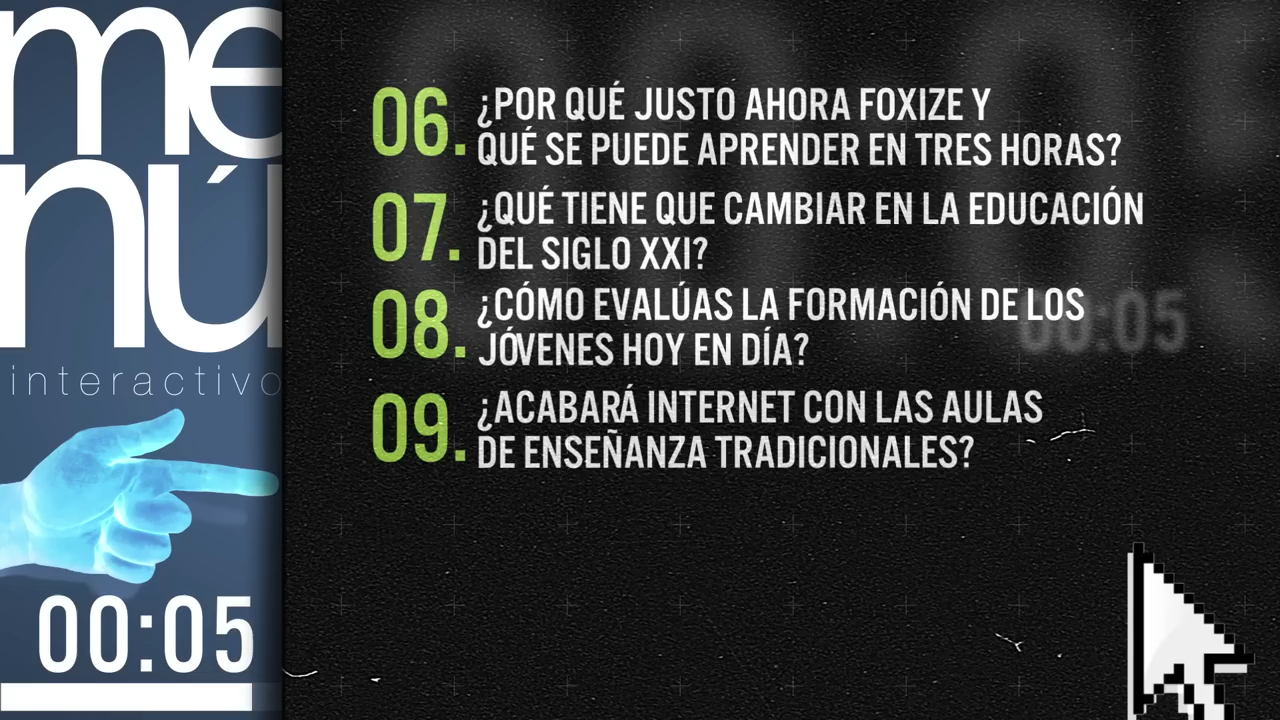 me
nú
interactivo
00:05
06. ¿POR QUÉ JUSTO AHORA FOXIZE Y
QUÉ SE PUEDE APRENDER EN TRES HORAS?
07. ¿QUÉ TIENE QUE CAMBIAR EN LA EDUCACIÓN
DEL SIGLO XXI?
08. ¿CÓMO EVALÚAS LA FORMACIÓN DE LOS
JÓVENES HOY EN DÍA?
00:05
09. ¿ACABARÁ INTERNET CON LAS AULAS
DE ENSEÑANZA TRADICIONALES?